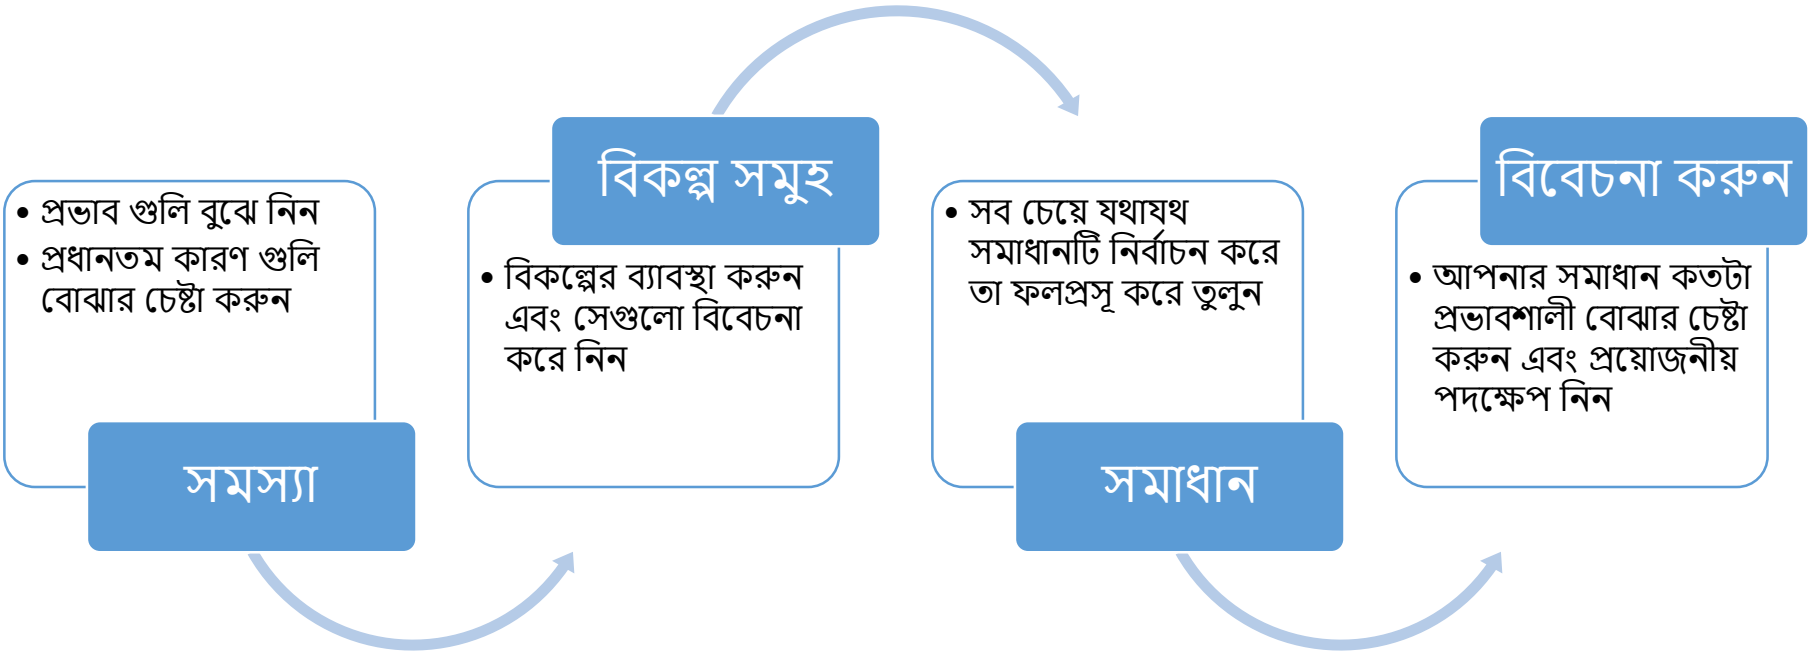 • প্রভাব গুলি বুঝে নিন
• প্রধানতম কারণ গুলি
বোঝার চেষ্টা করুন
সমস্যা
বিকল্প সমুহ
• বিকল্পের ব্যাবস্থা করুন
এবং সেগুলো বিবেচনা
করে নিন
• সব চেয়ে যথাযথ
সমাধানটি নির্বাচন করে
তা ফলপ্রসূ করে তুলুন
সমাধান
বিবেচনা করুন
• আপনার সমাধান কতটা
প্রভাবশালী বোঝার চেষ্টা
করুন এবং প্রয়োজনীয়
পদক্ষেপ নিন